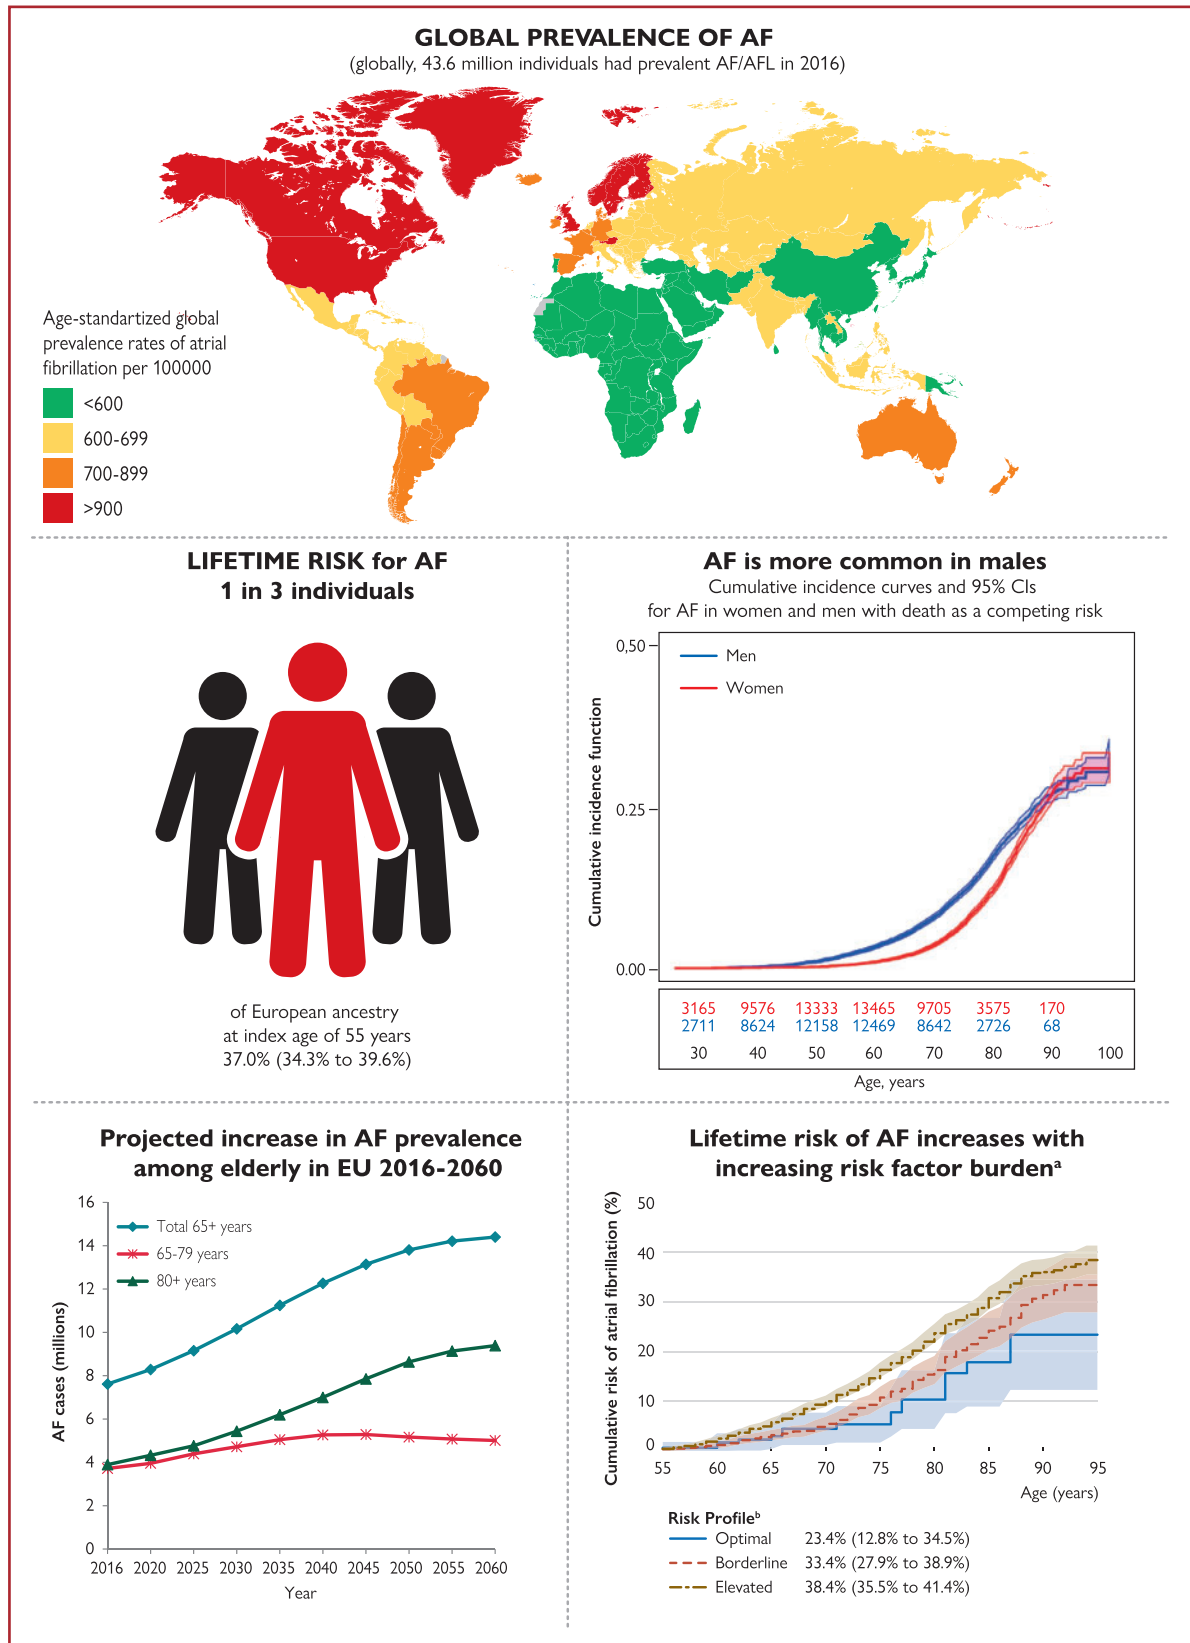 GLOBAL PREVALENCE OF AF
(globally, 43.6 million individuals had prevalent AF/AFL in 2016)
Age-standartized global
prevalence rates of atrial
fibrillation per 100000
<600
600-699
700-899
>900
LIFETIME RISK for AF
1 in 3 individuals
of European ancestry
at index age of 55 years
37.0% (34.3% to 39.6%)
AF is more common in males
Cumulative incidence curves and 95% CIs
for AF in women and men with death as a competing risk
Cumulative incidence function
0,50
0.25
0.00
Men
Women
3165 9576 13333 13465 9705 3575 170
2711 8624 12158 12469 8642 2726 68
30 40 50 60 70 80 90 100
Age, years
Projected increase in AF prevalence
among elderly in EU 2016-2060
AF cases (millions)
16
14
12
10
8
6
4
2
0
Total 65+ years
65-79 years
80+ years
2016 2020 2025 2030 2035 2040 2045 2050 2055 2060
Year
Lifetime risk of AF increases with
increasing risk factor burdenᵃ
Cumulative risk of atrial fibrillation (%)
50
40
30
20
10
0
55 60 65 70 75 80 85 90 95
Age (years)
Risk Profileᵇ
Optimal 23.4% (12.8% to 34.5%)
Borderline 33.4% (27.9% to 38.9%)
Elevated 38.4% (35.5% to 41.4%)